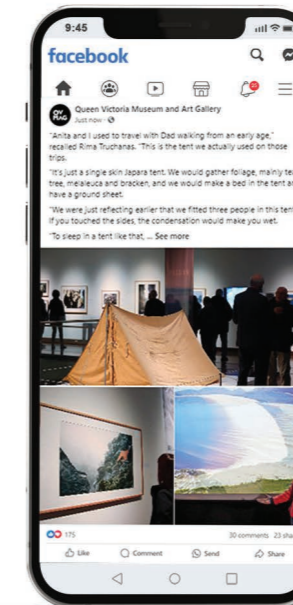 9:45
facebook
Queen Victoria Museum and Art Gallery
Just now
"Anita and I used to travel with Dad walking from an early age,"
recalled Rima Truchanas. "This is the tent we actually used on those
trips.
"It's just a single skin Japara tent. We would gather foliage, mainly tea
tree, melaleuca and bracken, and we would make a bed in the tent
have a ground sheet.
"We were just reflecting earlier that we fitted three people in this
If you touched the sides, the condensation would make you wet.
"To sleep in a tent like that, ... See more
175
30 comments 23
Like Comment Send Share